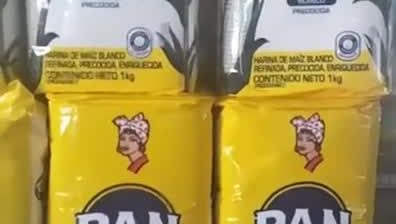 PRECOCIDA
HARINA DE MAÍZ BLANCO
REFINADA, PRECOCIDA, ENRIQUECIDA
CONTENIDO NETO 1kg
PAN
BLANCO
PRECOCIDA
HARINA DE MAÍZ BLANCO
REFINADA, PRECOCIDA, ENRIQUECIDA
CONTENIDO NETO 1kg
PAN